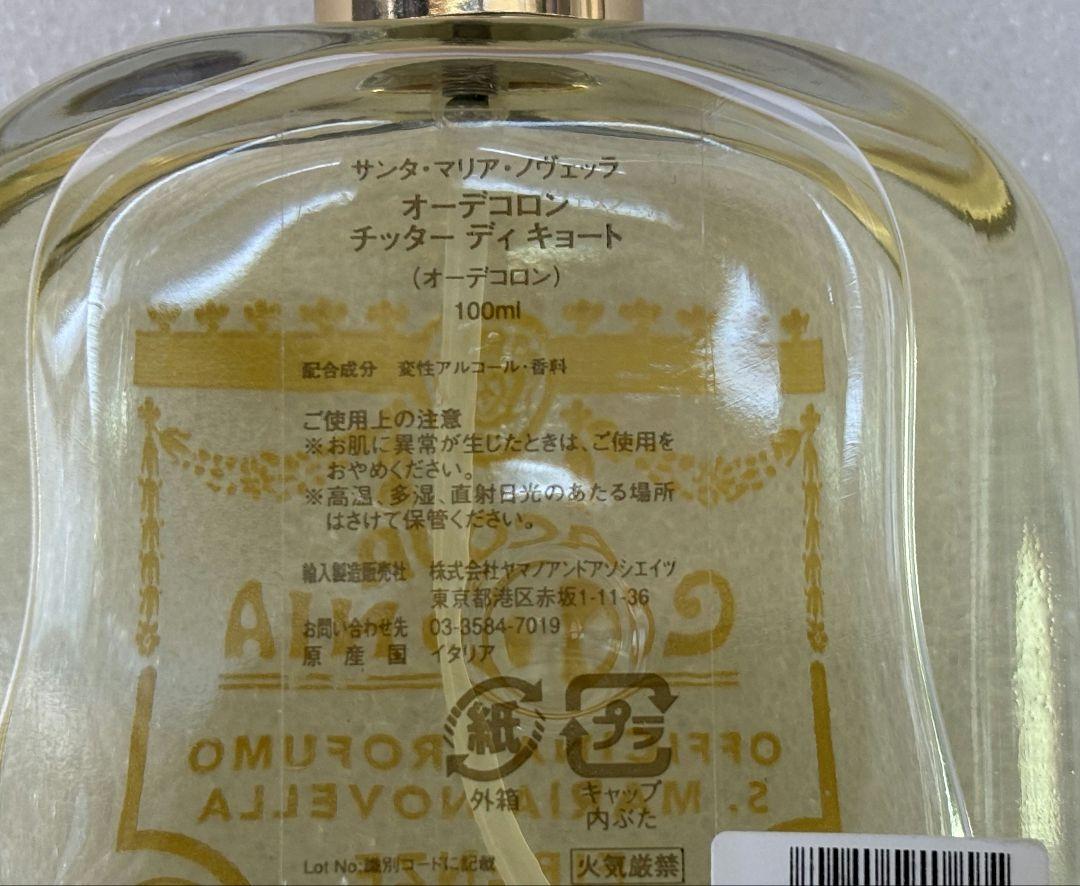 サンタ・マリア・ノヴェッラ
オーデコロン
チッター ディ キョート
(オーデコロン)
100ml
配合成分 変性アルコール・香料
ご使用上の注意
※お肌に異常が生じたときは、ご使用を
おやめください。
※高温、多湿、直射日光のあたる場所
はさけて保管ください。
輸入製造販売社 株式会社ヤマノアンドアソシエイツ
東京都港区赤坂1-11-36
お問い合わせ先 03-3584-7019
原産国 イタリア
紙 プラ
外箱 キャップ
内ぶた
Lot No.識別コードに記載 火気厳禁
ACQUA
COLONIA
OFFICINA PROFUMO
S. MARIA NOVELLA